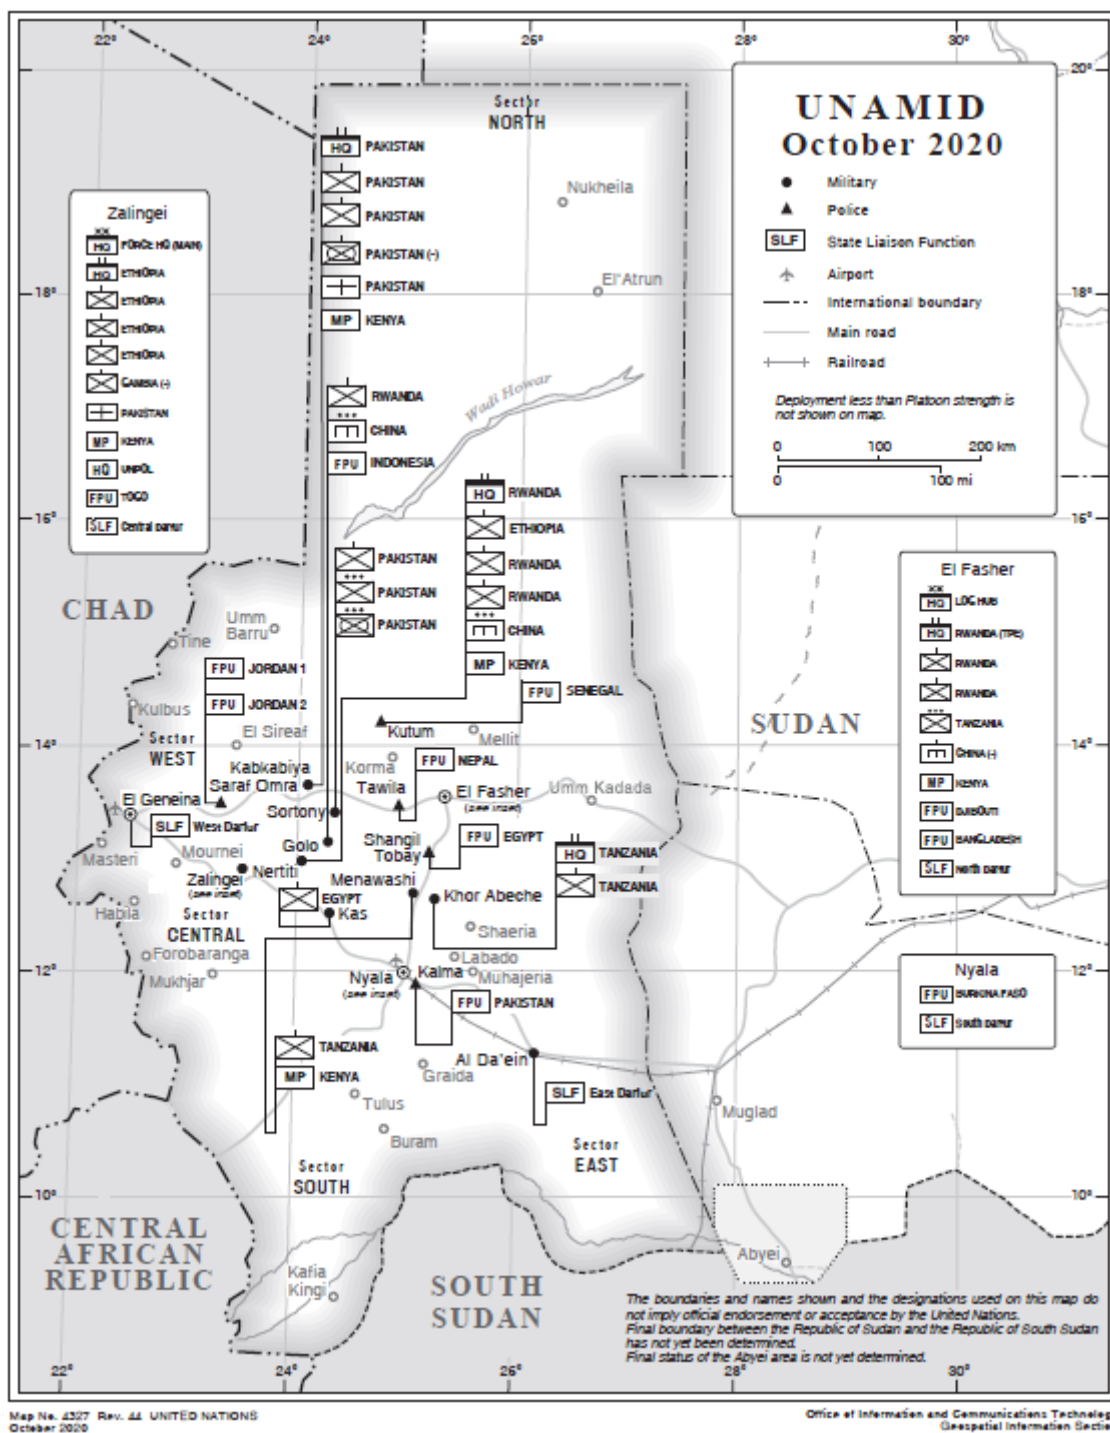 22°
24°
26°
28°
30°
20°
Sector
NORTH
UNAMID
October 2020
Military
Police
SLF State Liaison Function
Airport
International boundary
Main road
Railroad
Deployment less than Platoon strength is
not shown on map.
0 100 200 km
0 100 mi
HQ PAKISTAN
PAKISTAN
PAKISTAN
PAKISTAN (-)
PAKISTAN
MP KENYA
Nukheila
El'Atrun
18°
18°
Zalingei
HQ FORCE HQ (MAIN)
HQ ETHIOPIA
ETHIOPIA
ETHIOPIA
ETHIOPIA
GAMBIA (-)
PAKISTAN
MP KENYA
HQ UNPOL
FPU TOGO
SLF Central Darfur
RWANDA
CHINA
FPU INDONESIA
Wadi Howar
HQ RWANDA
ETHIOPIA
RWANDA
RWANDA
CHINA
MP KENYA
16°
16°
PAKISTAN
PAKISTAN
PAKISTAN
CHAD
Umm
Barru
Tine
FPU JORDAN 1
FPU JORDAN 2
FPU SENEGAL
Kulbus
El Sireaf
Sector
WEST
Kutum
Mellit
SUDAN
14°
14°
El Fasher
HQ LOG HUB
HQ RWANDA (TPE)
RWANDA
RWANDA
TANZANIA
CHINA (-)
MP KENYA
FPU DJIBOUTI
FPU BANGLADESH
SLF North Darfur
Kabkabiya
Saraf Omra
Korma
FPU NEPAL
Tawila
El Fasher
(see inset)
Umm Kadada
El Geneina
Sortony
SLF West Darfur
Golo
Shangil
Tobay
FPU EGYPT
Masteri
Mournei
Nertiti
Zalingei
(see inset)
Menawashi
HQ TANZANIA
TANZANIA
Khor Abeche
EGYPT
Kas
Habila
Sector
CENTRAL
Shaeria
Forobaranga
Mukhjar
Labado
Muhajeria
12°
12°
Nyala
(see inset)
Kalma
FPU PAKISTAN
Nyala
FPU BURKINA FASO
SLF South Darfur
TANZANIA
MP KENYA
Al Da'ein
Graida
Tulus
Buram
SLF East Darfur
Muglad
Sector
EAST
Sector
SOUTH
10°
10°
CENTRAL
AFRICAN
REPUBLIC
Kafia
Kingi
SOUTH
SUDAN
Abyei
The boundaries and names shown and the designations used on this map do
not imply official endorsement or acceptance by the United Nations.
Final boundary between the Republic of Sudan and the Republic of South Sudan
has not yet been determined.
Final status of the Abyei area is not yet determined.
22°
24°
26°
28°
30°
Map No. 4327 Rev. 44 UNITED NATIONS
October 2020
Office of Information and Communications Technolog
Geospatial Information Sectio